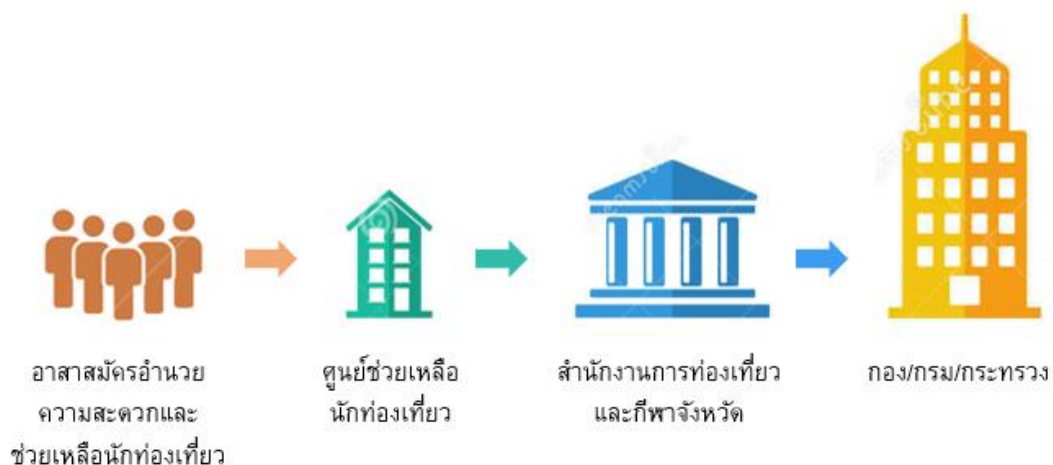 อาสาสมัครอำนวย
ความสะดวกและ
ช่วยเหลือนักท่องเที่ยว
ศูนย์ช่วยเหลือ
นักท่องเที่ยว
สำนักงานการท่องเที่ยว
และกีฬาจังหวัด
กอง/กรม/กระทรวง